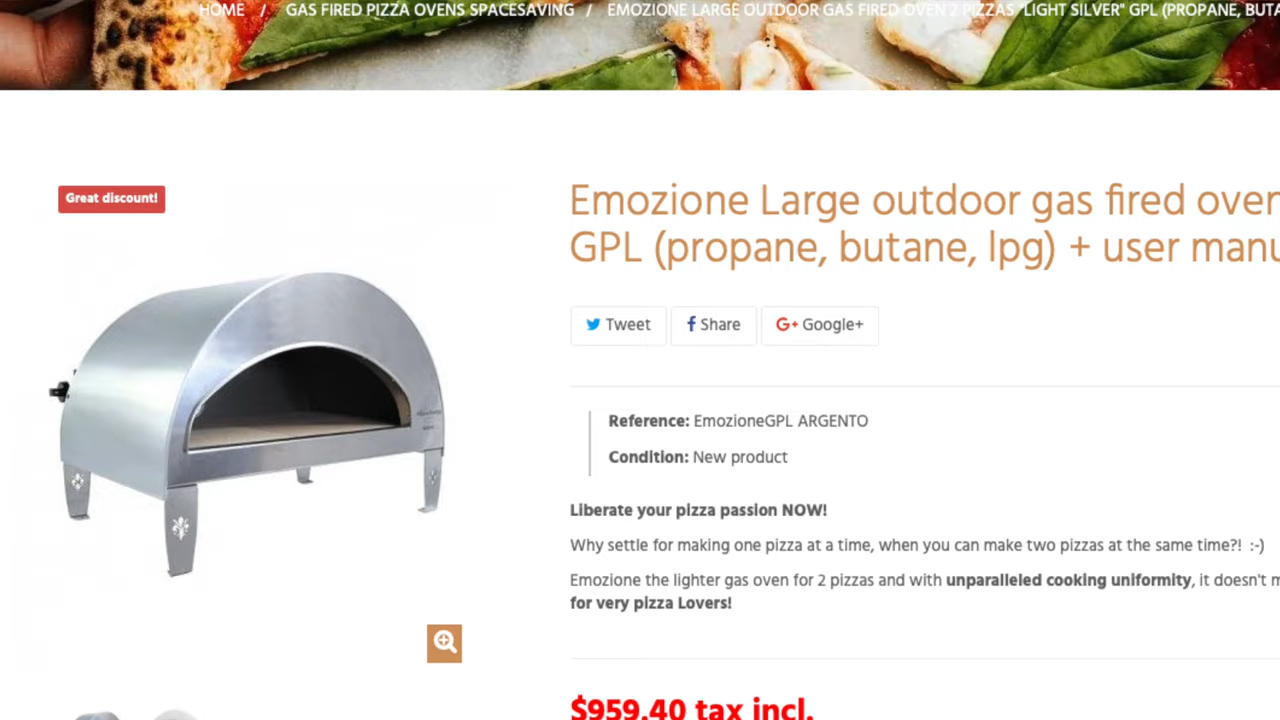 HOME / GAS FIRED PIZZA OVENS SPACESAVING / EMOZIONE LARGE OUTDOOR GAS FIRED OVEN 2 PIZZAS "LIGHT SILVER" GPL (PROPANE, BUTA
Great discount!
Emozione Large outdoor gas fired oven
GPL (propane, butane, lpg) + user manu
Tweet
Share
Google+
Reference: EmozioneGPL ARGENTO
Condition: New product
Liberate your pizza passion NOW!
Why settle for making one pizza at a time, when you can make two pizzas at the same time?! :-)
Emozione the lighter gas oven for 2 pizzas and with unparalleled cooking uniformity, it doesn't m
for very pizza Lovers!
$959.40 tax incl.